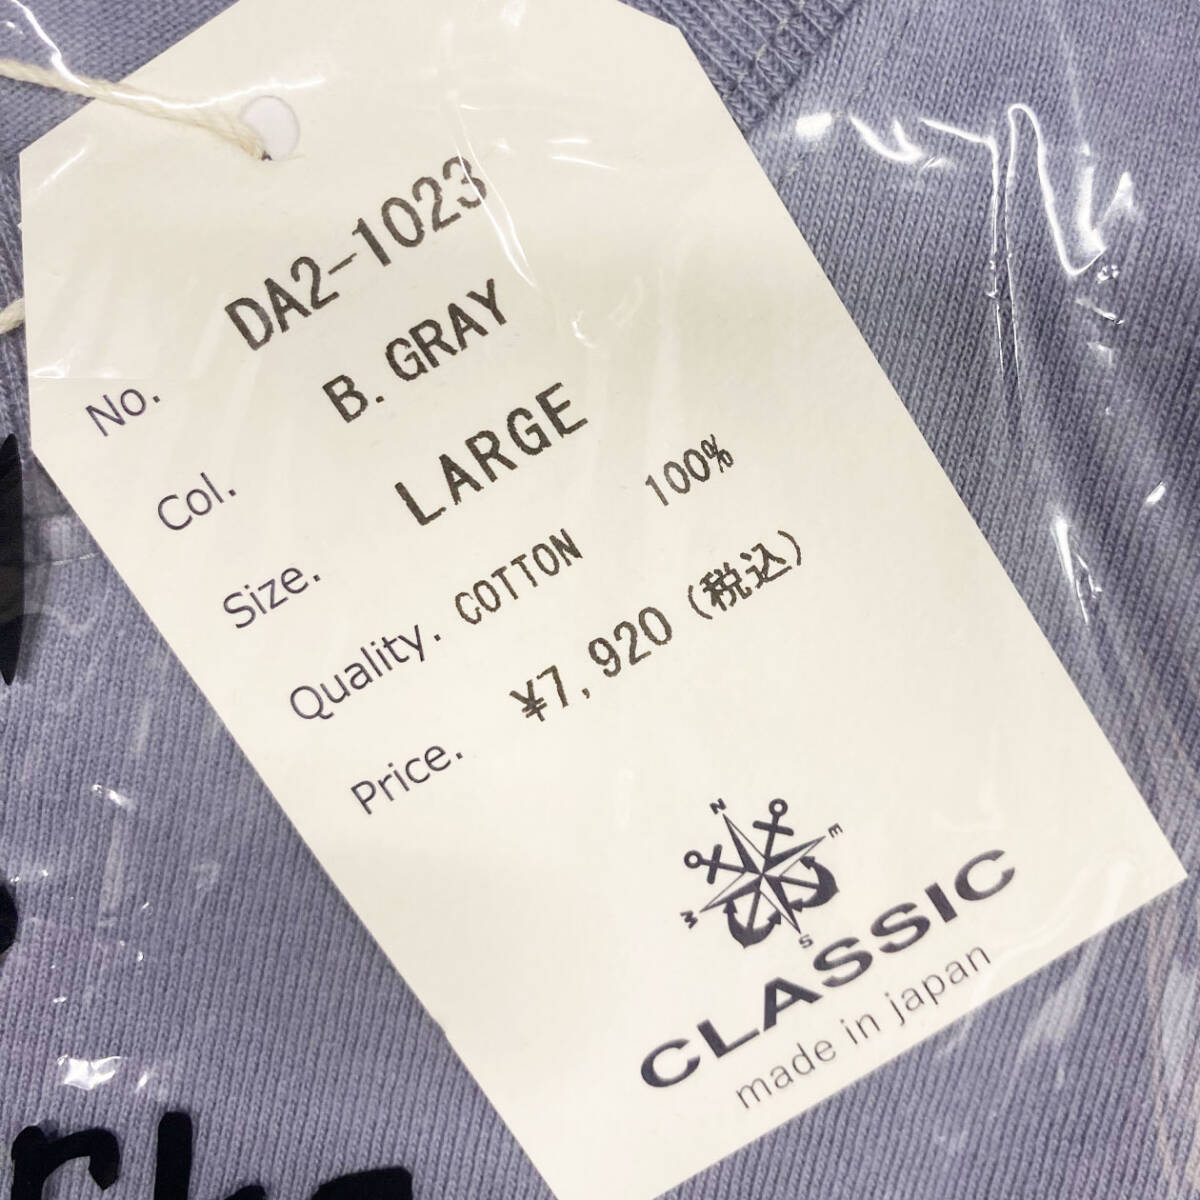 No. DA2-1023
Col. B. GRAY
Size. LARGE
Quality. COTTON 100%
Price. ¥7,920 (税込)
N
E
W
S
CLASSIC
made in japan